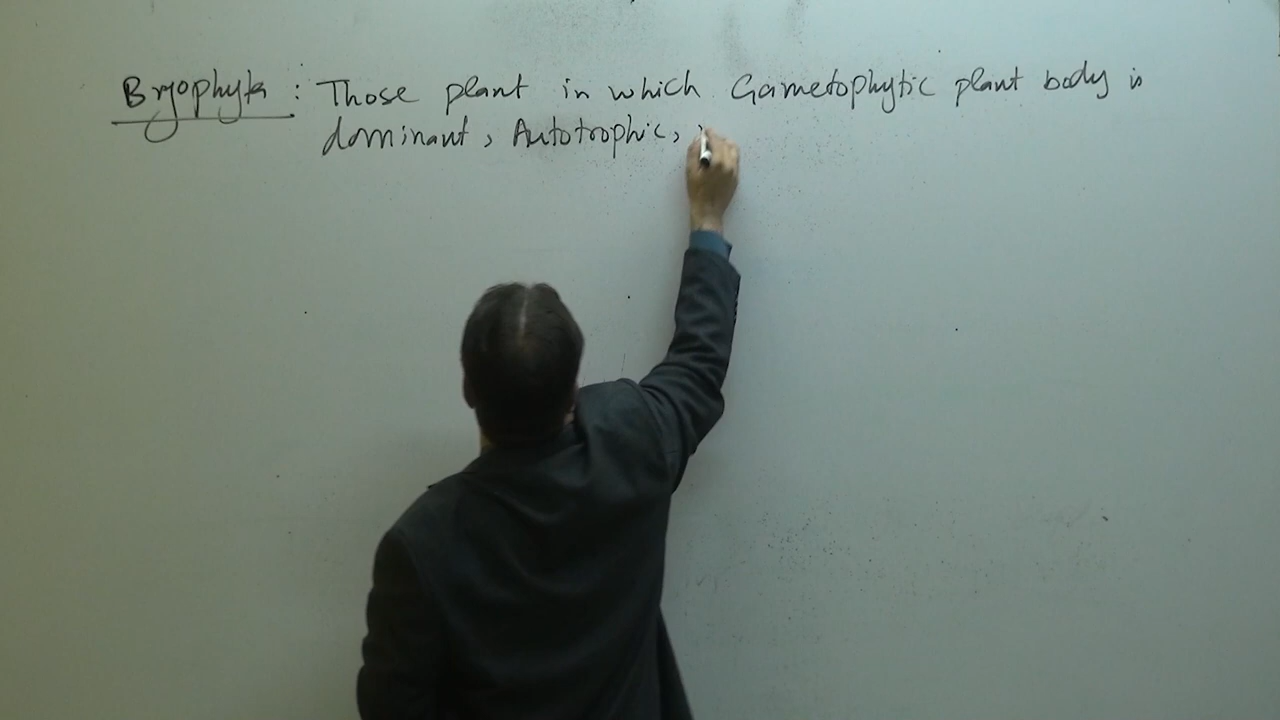 Bryophyta : Those plant in which Gametophytic plant body is
dominant, Autotrophic,